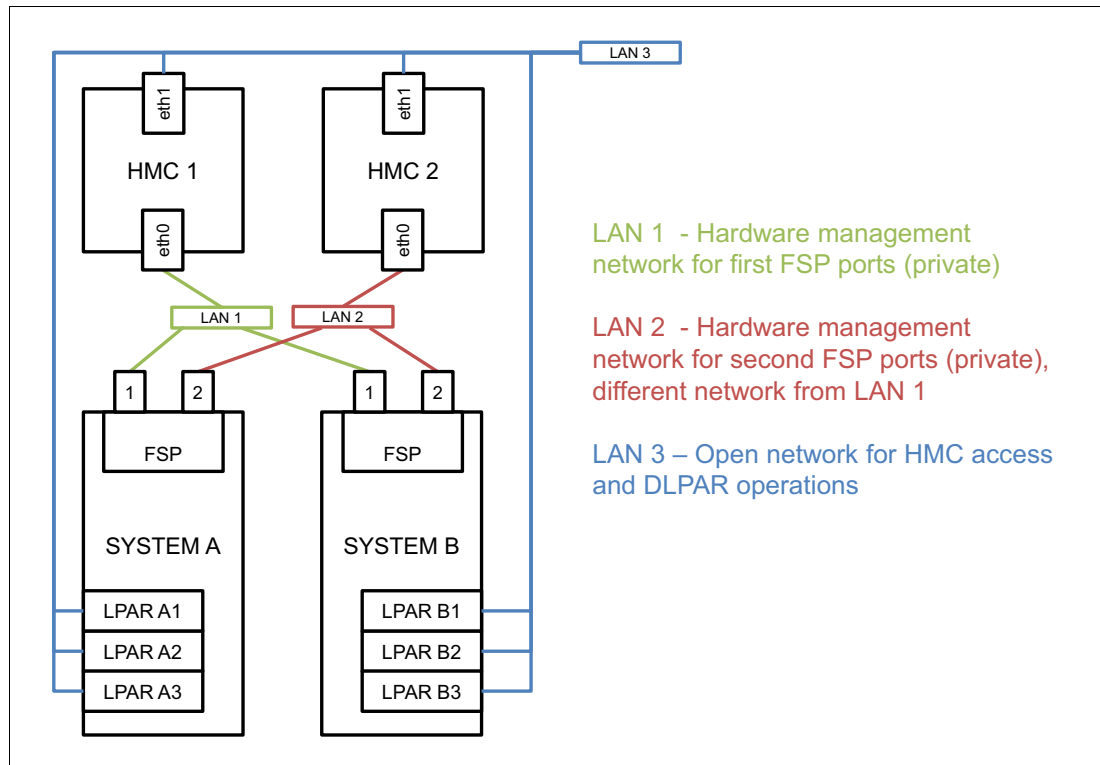 LAN 3
eth1
eth1
HMC 1
HMC 2
eth0
eth0
LAN 1
LAN 2
1
2
1
2
FSP
FSP
SYSTEM A
SYSTEM B
LPAR A1
LPAR A2
LPAR A3
LPAR B1
LPAR B2
LPAR B3
LAN 1  - Hardware management
network for first FSP ports (private)
LAN 2  - Hardware management
network for second FSP ports (private),
different network from LAN 1
LAN 3 – Open network for HMC access
and DLPAR operations